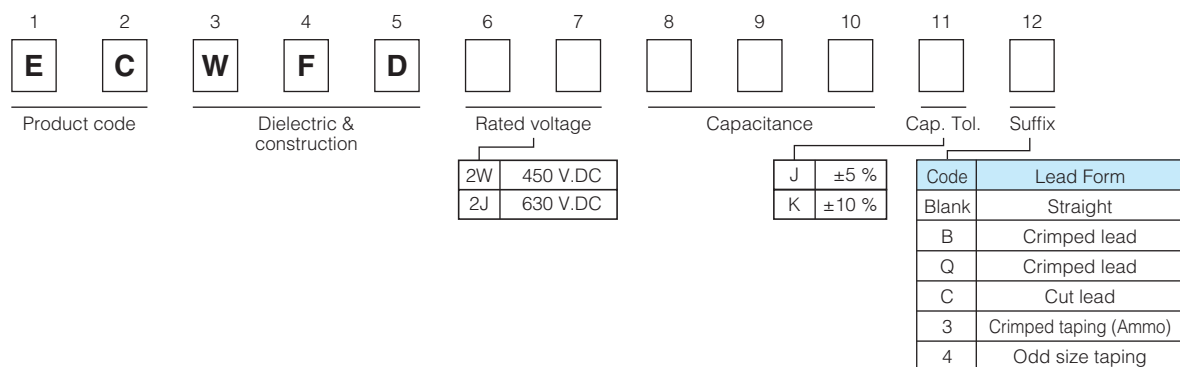 1 2 3 4 5 6 7 8 9 10 11 12
E C W F D
Product code Dielectric & construction Rated voltage Capacitance Cap. Tol. Suffix
2W 450 V.DC
2J 630 V.DC
J ±5 %
K ±10 %
Code Lead Form
Blank Straight
B Crimped lead
Q Crimped lead
C Cut lead
3 Crimped taping (Ammo)
4 Odd size taping